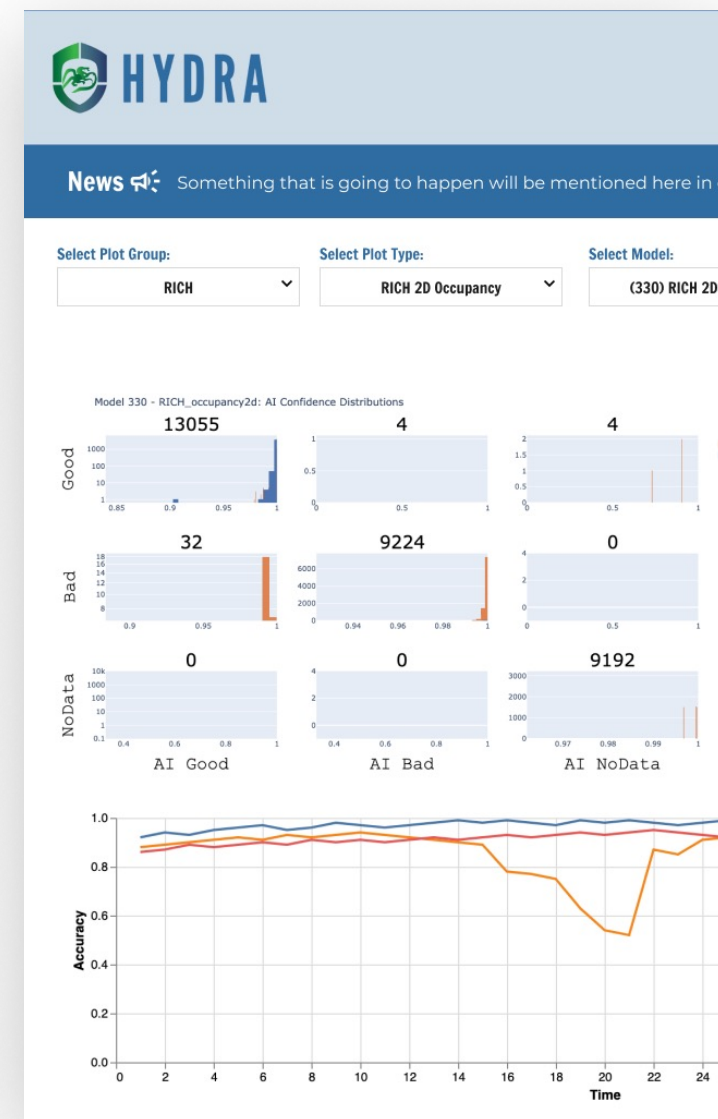 HYDRA
News Something that is going to happen will be mentioned here in
Select Plot Group: Select Plot Type: Select Model:
RICH RICH 2D Occupancy (330) RICH 2D
Model 330 - RICH_occupancy2d: AI Confidence Distributions
13055 4 4
Good
1000
100
10
1
0.85 0.9 0.95 1
1
0.5
0
0 0.5 1
2
1.5
1
0.5
0
0 0.5 1
32 9224 0
Bad
18
16
14
12
10
8
0.9 0.95 1
6000
4000
2000
0
0.94 0.96 0.98 1
4
2
0
0 0.5 1
0 0 9192
NoData
10k
1000
100
10
1
0.1
0.4 0.6 0.8 1
4
2
0
0.4 0.6 0.8 1
3000
2000
1000
0
0.97 0.98 0.99 1
AI Good AI Bad AI NoData
Accuracy
1.0
0.8
0.6
0.4
0.2
0.0
0 2 4 6 8 10 12 14 16 18 20 22 24
Time